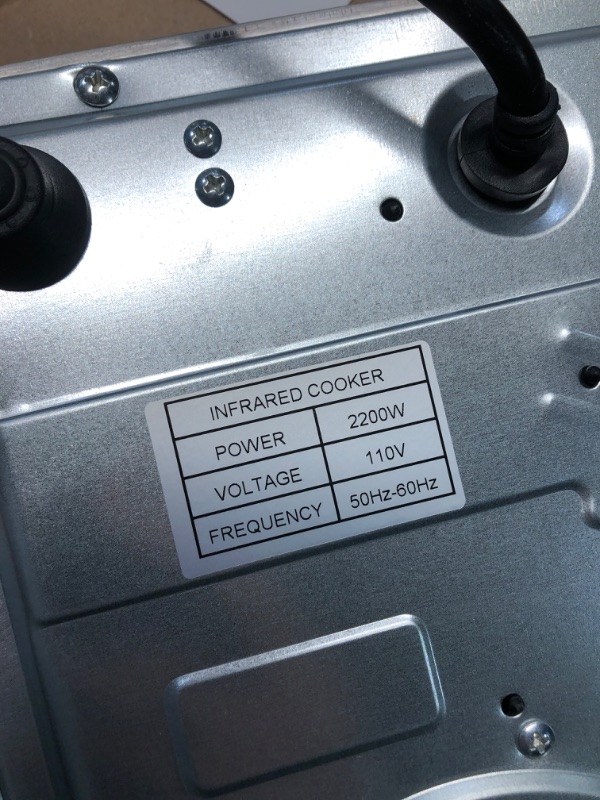 INFRARED COOKER
POWER 2200W
VOLTAGE 110V
FREQUENCY 50Hz-60Hz